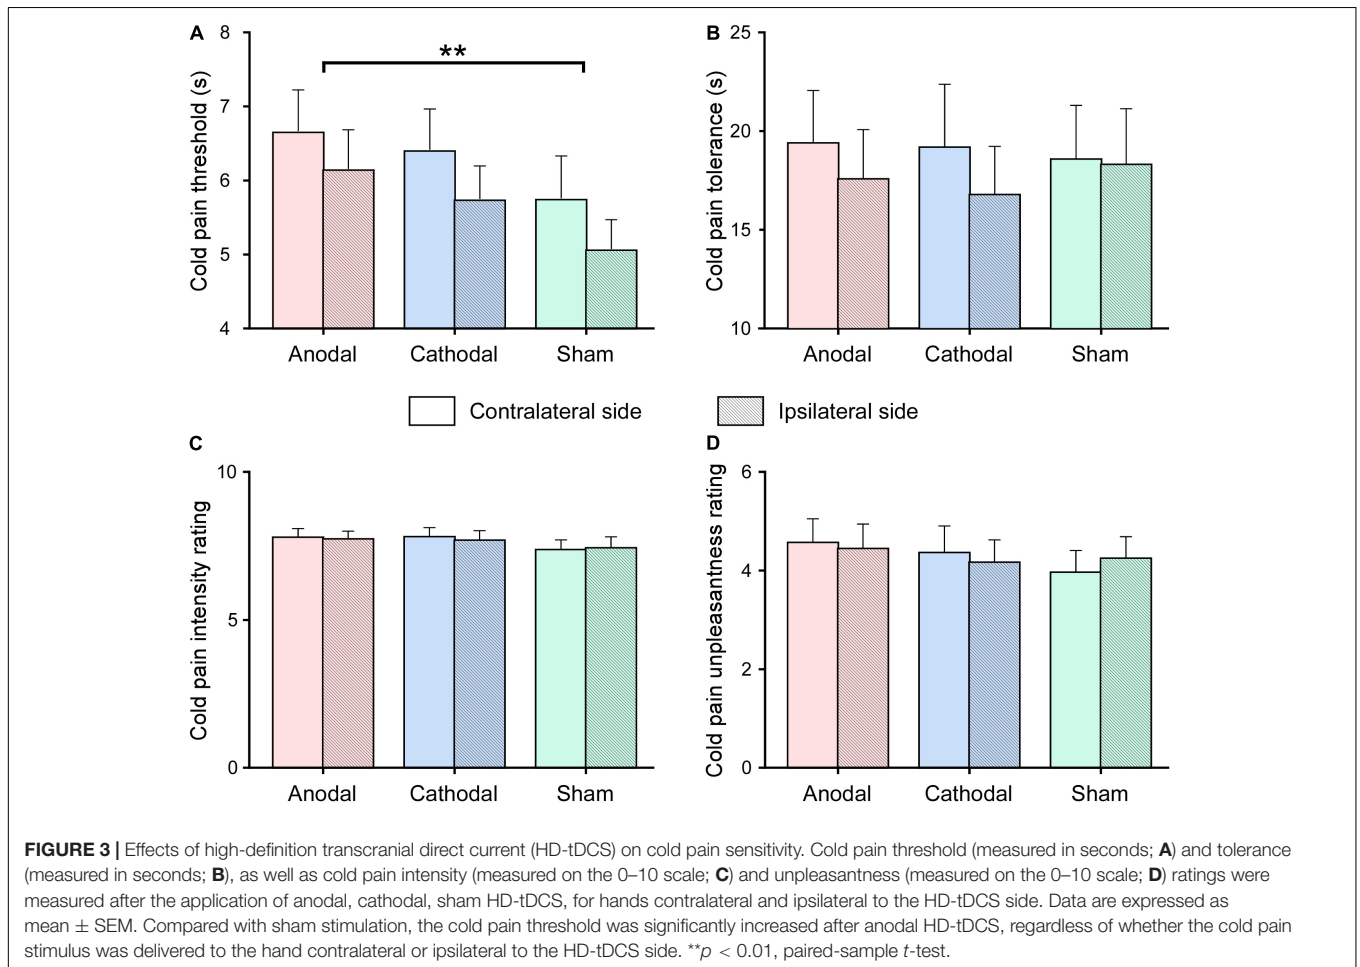 A
8
**
7
6
5
4
Cold pain threshold (s)
Anodal Cathodal Sham
B
25
20
15
10
Cold pain tolerance (s)
Anodal Cathodal Sham
Contralateral side Ipsilateral side
C
10
5
0
Cold pain intensity rating
Anodal Cathodal Sham
D
6
4
2
0
Cold pain unpleasantness rating
Anodal Cathodal Sham
FIGURE 3 | Effects of high-definition transcranial direct current (HD-tDCS) on cold pain sensitivity. Cold pain threshold (measured in seconds; A) and tolerance
(measured in seconds; B), as well as cold pain intensity (measured on the 0–10 scale; C) and unpleasantness (measured on the 0–10 scale; D) ratings were
measured after the application of anodal, cathodal, sham HD-tDCS, for hands contralateral and ipsilateral to the HD-tDCS side. Data are expressed as
mean ± SEM. Compared with sham stimulation, the cold pain threshold was significantly increased after anodal HD-tDCS, regardless of whether the cold pain
stimulus was delivered to the hand contralateral or ipsilateral to the HD-tDCS side. **p < 0.01, paired-sample t-test.